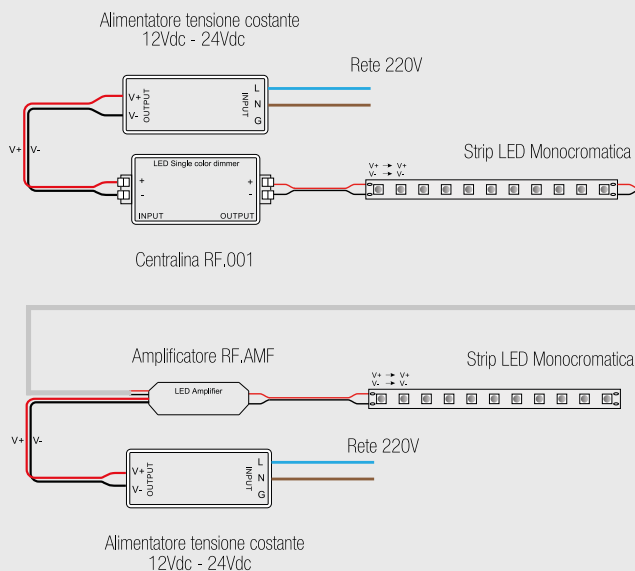 Alimentatore tensione costante
12Vdc - 24Vdc
Rete 220V
V+
V-
OUTPUT
INPUT
L
N
G
V+
V-
LED Single color dimmer
+
-
+
-
INPUT
OUTPUT
Centralina RF.001
Strip LED Monocromatica
V+ → V+
V- → V-
Amplificatore RF.AMF
LED Amplifier
Strip LED Monocromatica
V+ → V+
V- → V-
V+
V-
Rete 220V
V+
V-
OUTPUT
INPUT
L
N
G
Alimentatore tensione costante
12Vdc - 24Vdc